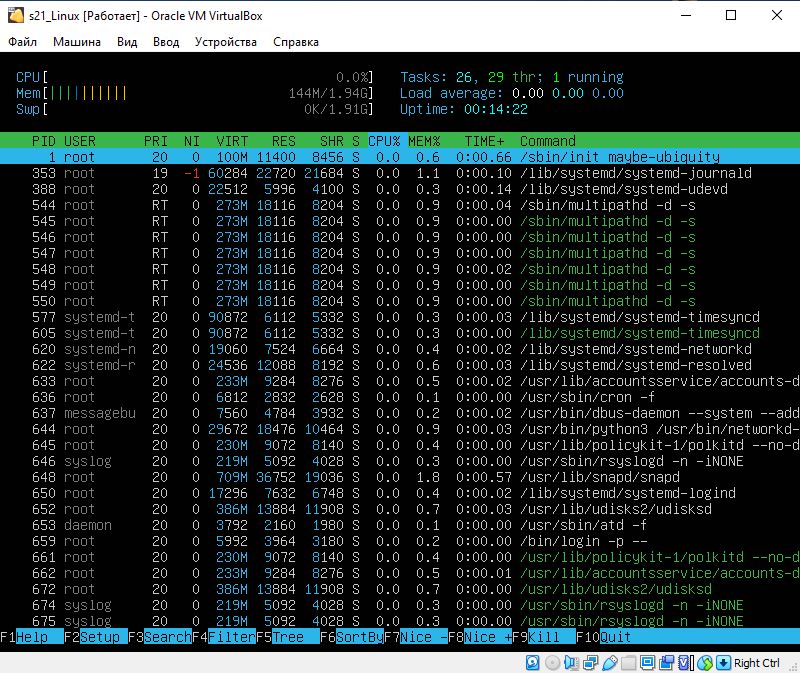 s21_Linux [Работает] - Oracle VM VirtualBox
Файл Машина Вид Ввод Устройства Справка
CPU[ 0.0%] Tasks: 26, 29 thr; 1 running
Mem[|||||||||| 144M/1.94G] Load average: 0.00 0.00 0.00
Swp[ 0K/1.91G] Uptime: 00:14:22
PID USER PRI NI VIRT RES SHR S CPU% MEM% TIME+ Command
1 root 20 0 100M 11400 8456 S 0.0 0.6 0:00.66 /sbin/init maybe-ubiquity
353 root 19 -1 60284 22720 21684 S 0.0 1.1 0:00.10 /lib/systemd/systemd-journald
388 root 20 0 22512 5996 4100 S 0.0 0.3 0:00.14 /lib/systemd/systemd-udevd
544 root RT 0 273M 18116 8204 S 0.0 0.9 0:00.04 /sbin/multipathd -d -s
545 root RT 0 273M 18116 8204 S 0.0 0.9 0:00.00 /sbin/multipathd -d -s
546 root RT 0 273M 18116 8204 S 0.0 0.9 0:00.00 /sbin/multipathd -d -s
547 root RT 0 273M 18116 8204 S 0.0 0.9 0:00.00 /sbin/multipathd -d -s
548 root RT 0 273M 18116 8204 S 0.0 0.9 0:00.02 /sbin/multipathd -d -s
549 root RT 0 273M 18116 8204 S 0.0 0.9 0:00.00 /sbin/multipathd -d -s
550 root RT 0 273M 18116 8204 S 0.0 0.9 0:00.00 /sbin/multipathd -d -s
577 systemd-t 20 0 90872 6112 5332 S 0.0 0.3 0:00.03 /lib/systemd/systemd-timesyncd
605 systemd-t 20 0 90872 6112 5332 S 0.0 0.3 0:00.00 /lib/systemd/systemd-timesyncd
620 systemd-n 20 0 19060 7524 6664 S 0.0 0.4 0:00.02 /lib/systemd/systemd-networkd
622 systemd-r 20 0 24536 12088 8192 S 0.0 0.6 0:00.03 /lib/systemd/systemd-resolved
633 root 20 0 233M 9284 8276 S 0.0 0.5 0:00.02 /usr/lib/accountsservice/accounts-d
636 root 20 0 6812 2832 2628 S 0.0 0.1 0:00.00 /usr/sbin/cron -f
637 messagebu 20 0 7560 4784 3932 S 0.0 0.2 0:00.02 /usr/bin/dbus-daemon --system --add
644 root 20 0 29672 18476 10464 S 0.0 0.9 0:00.03 /usr/bin/python3 /usr/bin/networkd-
645 root 20 0 230M 9072 8140 S 0.0 0.4 0:00.00 /usr/lib/policykit-1/polkitd --no-d
646 syslog 20 0 219M 5092 4028 S 0.0 0.3 0:00.00 /usr/sbin/rsyslogd -n -iNONE
648 root 20 0 709M 36752 19036 S 0.0 1.8 0:00.57 /usr/lib/snapd/snapd
650 root 20 0 17296 7632 6748 S 0.0 0.4 0:00.02 /lib/systemd/systemd-logind
652 root 20 0 386M 13884 11908 S 0.0 0.7 0:00.03 /usr/lib/udisks2/udisksd
653 daemon 20 0 3792 2160 1980 S 0.0 0.1 0:00.00 /usr/sbin/atd -f
659 root 20 0 5992 3964 3180 S 0.0 0.2 0:00.00 /bin/login -p --
661 root 20 0 230M 9072 8140 S 0.0 0.4 0:00.00 /usr/lib/policykit-1/polkitd --no-d
662 root 20 0 233M 9284 8276 S 0.0 0.5 0:00.01 /usr/lib/accountsservice/accounts-d
672 root 20 0 386M 13884 11908 S 0.0 0.7 0:00.00 /usr/lib/udisks2/udisksd
674 syslog 20 0 219M 5092 4028 S 0.0 0.3 0:00.00 /usr/sbin/rsyslogd -n -iNONE
675 syslog 20 0 219M 5092 4028 S 0.0 0.3 0:00.00 /usr/sbin/rsyslogd -n -iNONE
F1Help F2Setup F3SearchF4FilterF5Tree F6SortByF7Nice -F8Nice +F9Kill F10Quit
Right Ctrl